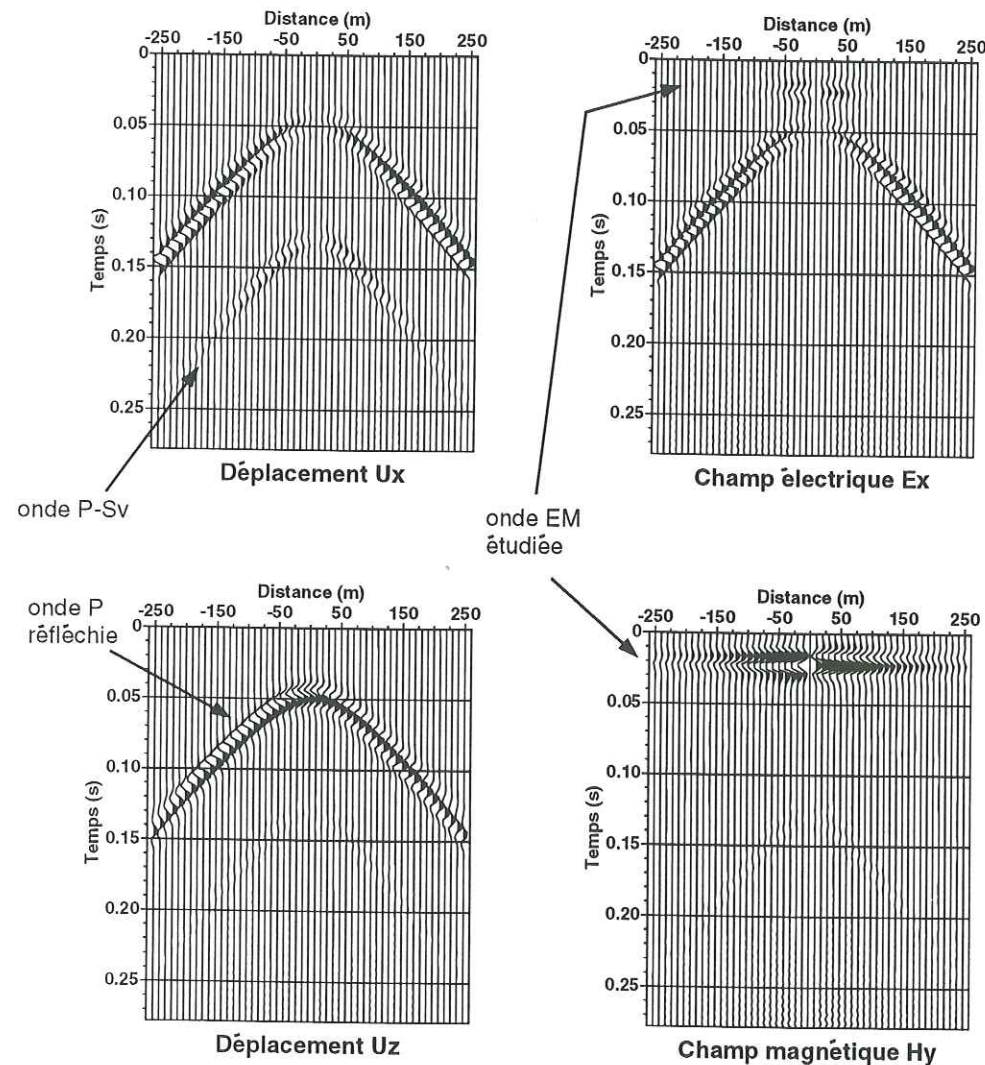 Distance (m)
-250 -150 -50 50 150 250
0
0.05
0.10
0.15
0.20
0.25
Temps (s)
Déplacement Ux
onde P-Sv
Distance (m)
-250 -150 -50 50 150 250
0
0.05
0.10
0.15
0.20
0.25
Temps (s)
Champ électrique Ex
onde EM
étudiée
onde P
réfléchie
Distance (m)
-250 -150 -50 50 150 250
0
0.05
0.10
0.15
0.20
0.25
Temps (s)
Déplacement Uz
Distance (m)
-250 -150 -50 50 150 250
0
0.05
0.10
0.15
0.20
0.25
Temps (s)
Champ magnétique Hy